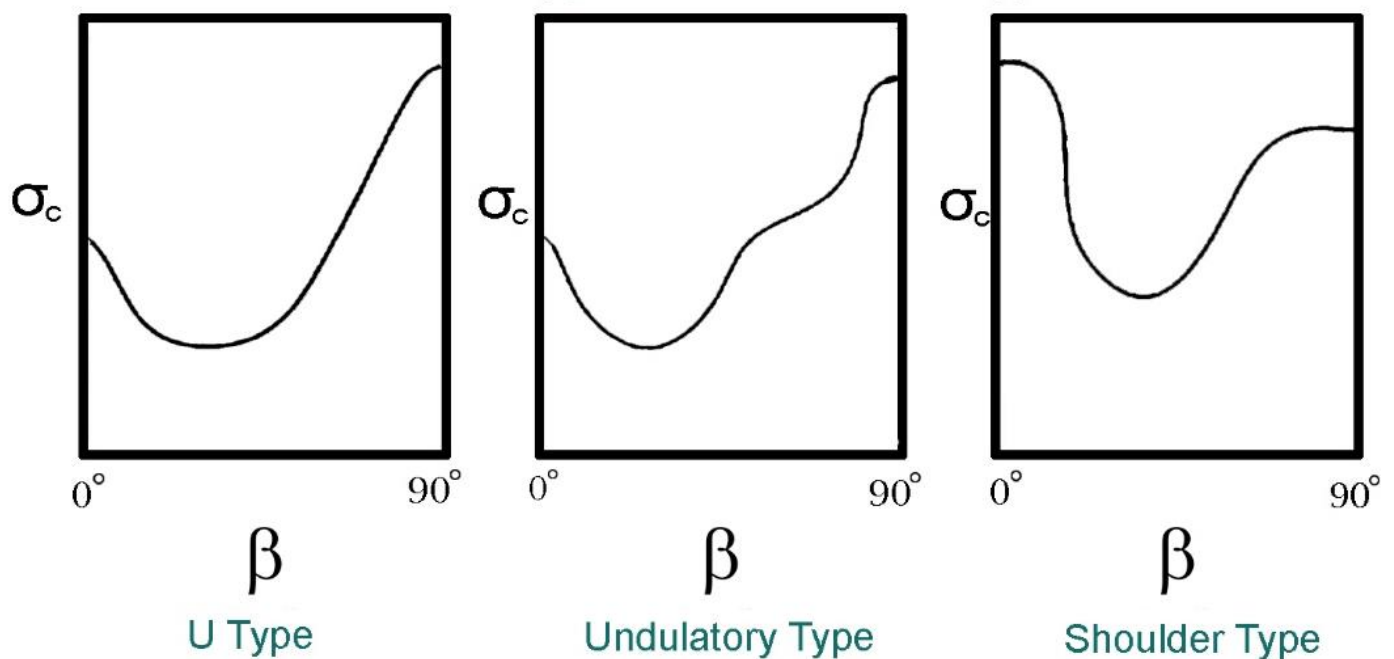 σc σc σc
0° 90° 0° 90° 0° 90°
β β β
U Type Undulatory Type Shoulder Type